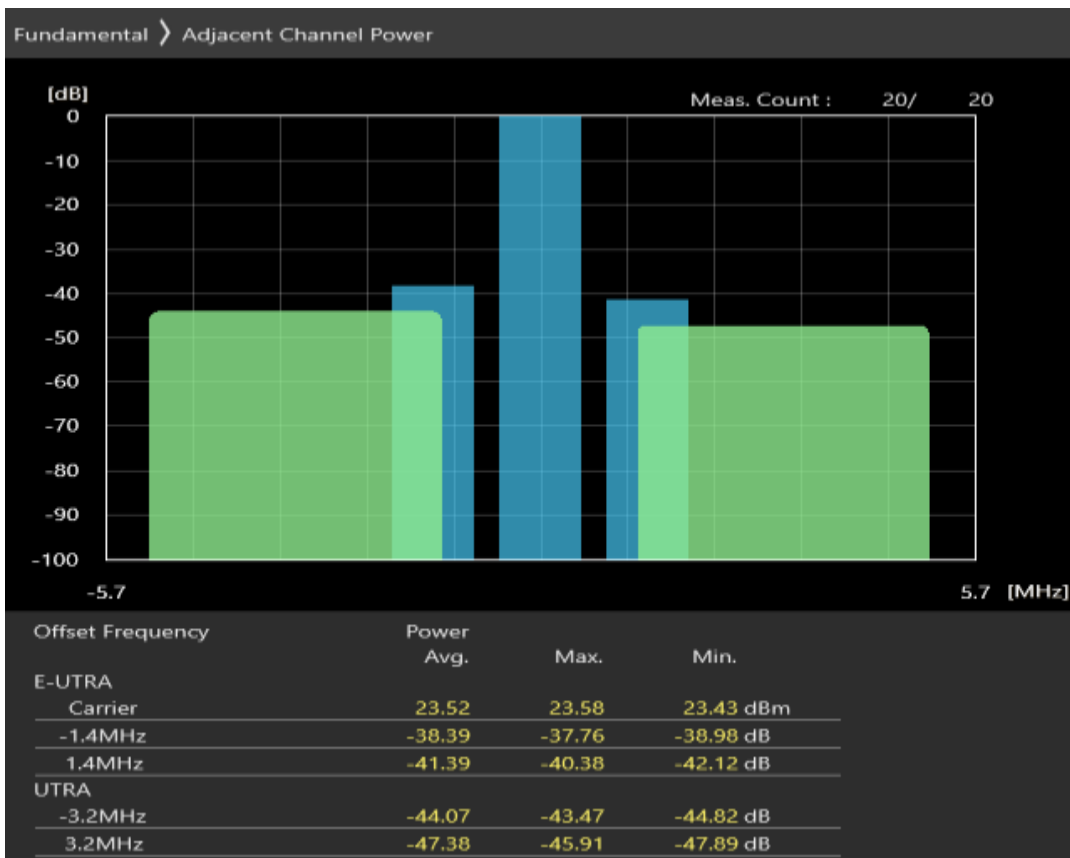 Fundamental 》 Adjacent Channel Power
[dB]
Meas. Count : 20/ 20
0
-10
-20
-30
-40
-50
-60
-70
-80
-90
-100
-5.7 5.7 [MHz]
Offset Frequency Power
Avg. Max. Min.
E-UTRA
Carrier 23.52 23.58 23.43 dBm
-1.4MHz -38.39 -37.76 -38.98 dB
1.4MHz -41.39 -40.38 -42.12 dB
UTRA
-3.2MHz -44.07 -43.47 -44.82 dB
3.2MHz -47.38 -45.91 -47.89 dB